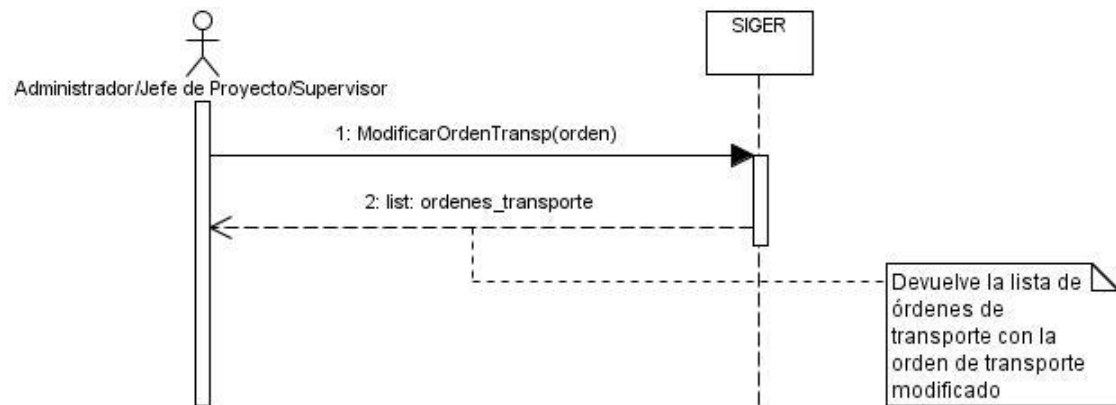 SIGER
Administrador/Jefe de Proyecto/Supervisor
1: ModificarOrdenTransp(orden)
2: list: ordenes_transporte
Devuelve la lista de
órdenes de
transporte con la
orden de transporte
modificado